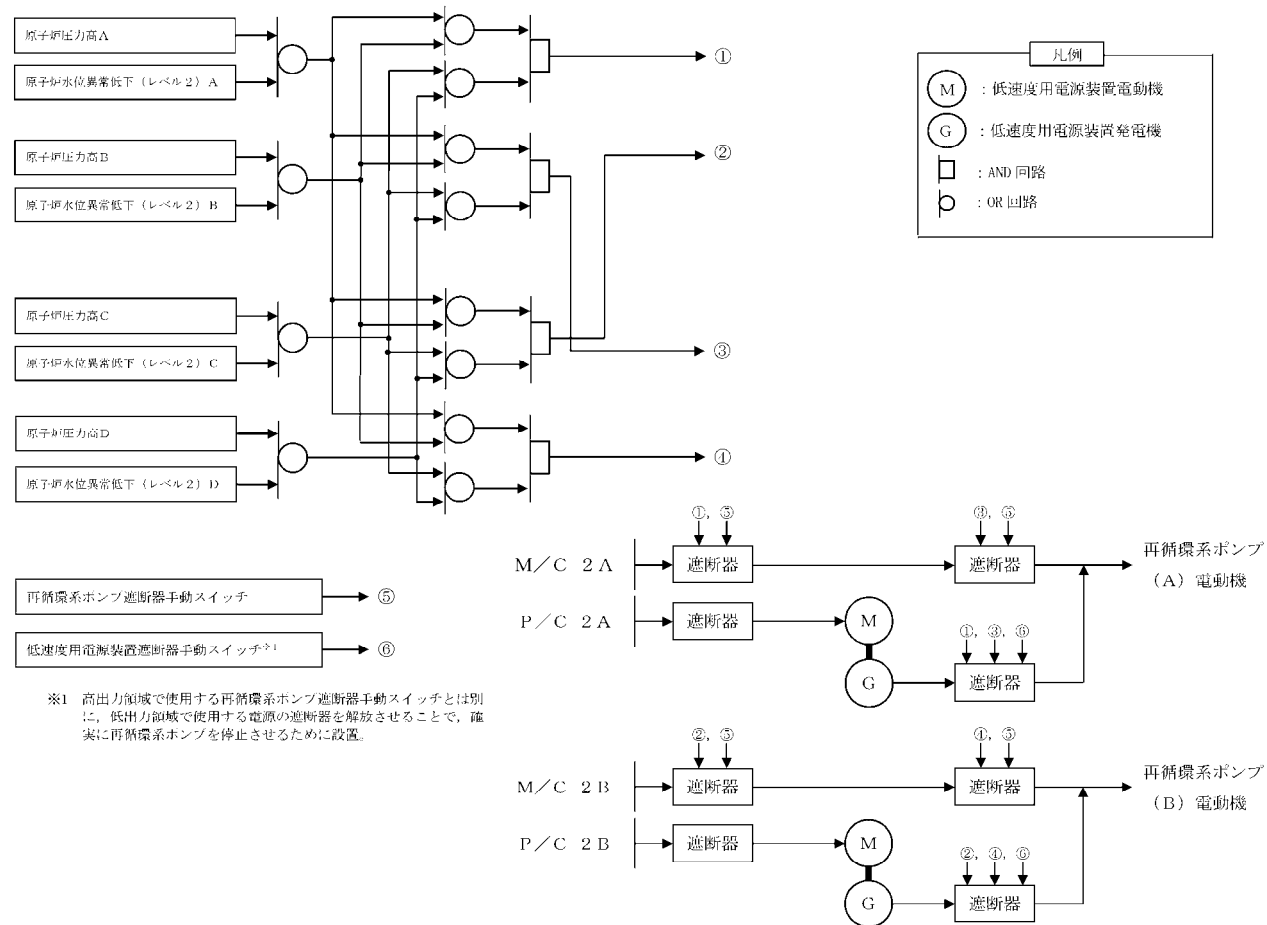 原子炉圧力高A
原子炉水位異常低下（レベル2）A
原子炉圧力高B
原子炉水位異常低下（レベル2）B
原子炉圧力高C
原子炉水位異常低下（レベル2）C
原子炉圧力高D
原子炉水位異常低下（レベル2）D
①
②
③
④
凡例
M ：低速度用電源装置電動機
G ：低速度用電源装置発電機
：AND回路
：OR回路
再循環系ポンプ遮断器手動スイッチ
⑤
低速度用電源装置遮断器手動スイッチ※1
⑥
※1 高出力領域で使用する再循環系ポンプ遮断器手動スイッチとは別
に，低出力領域で使用する電源の遮断器を解放させることで，確
実に再循環系ポンプを停止させるために設置。
①，⑤
③，⑤
M／C 2A
遮断器
遮断器
再循環系ポンプ
（A）電動機
P／C 2A
遮断器
M
①，③，⑥
G
遮断器
②，⑤
④，⑤
M／C 2B
遮断器
遮断器
再循環系ポンプ
（B）電動機
P／C 2B
遮断器
M
②，④，⑥
G
遮断器